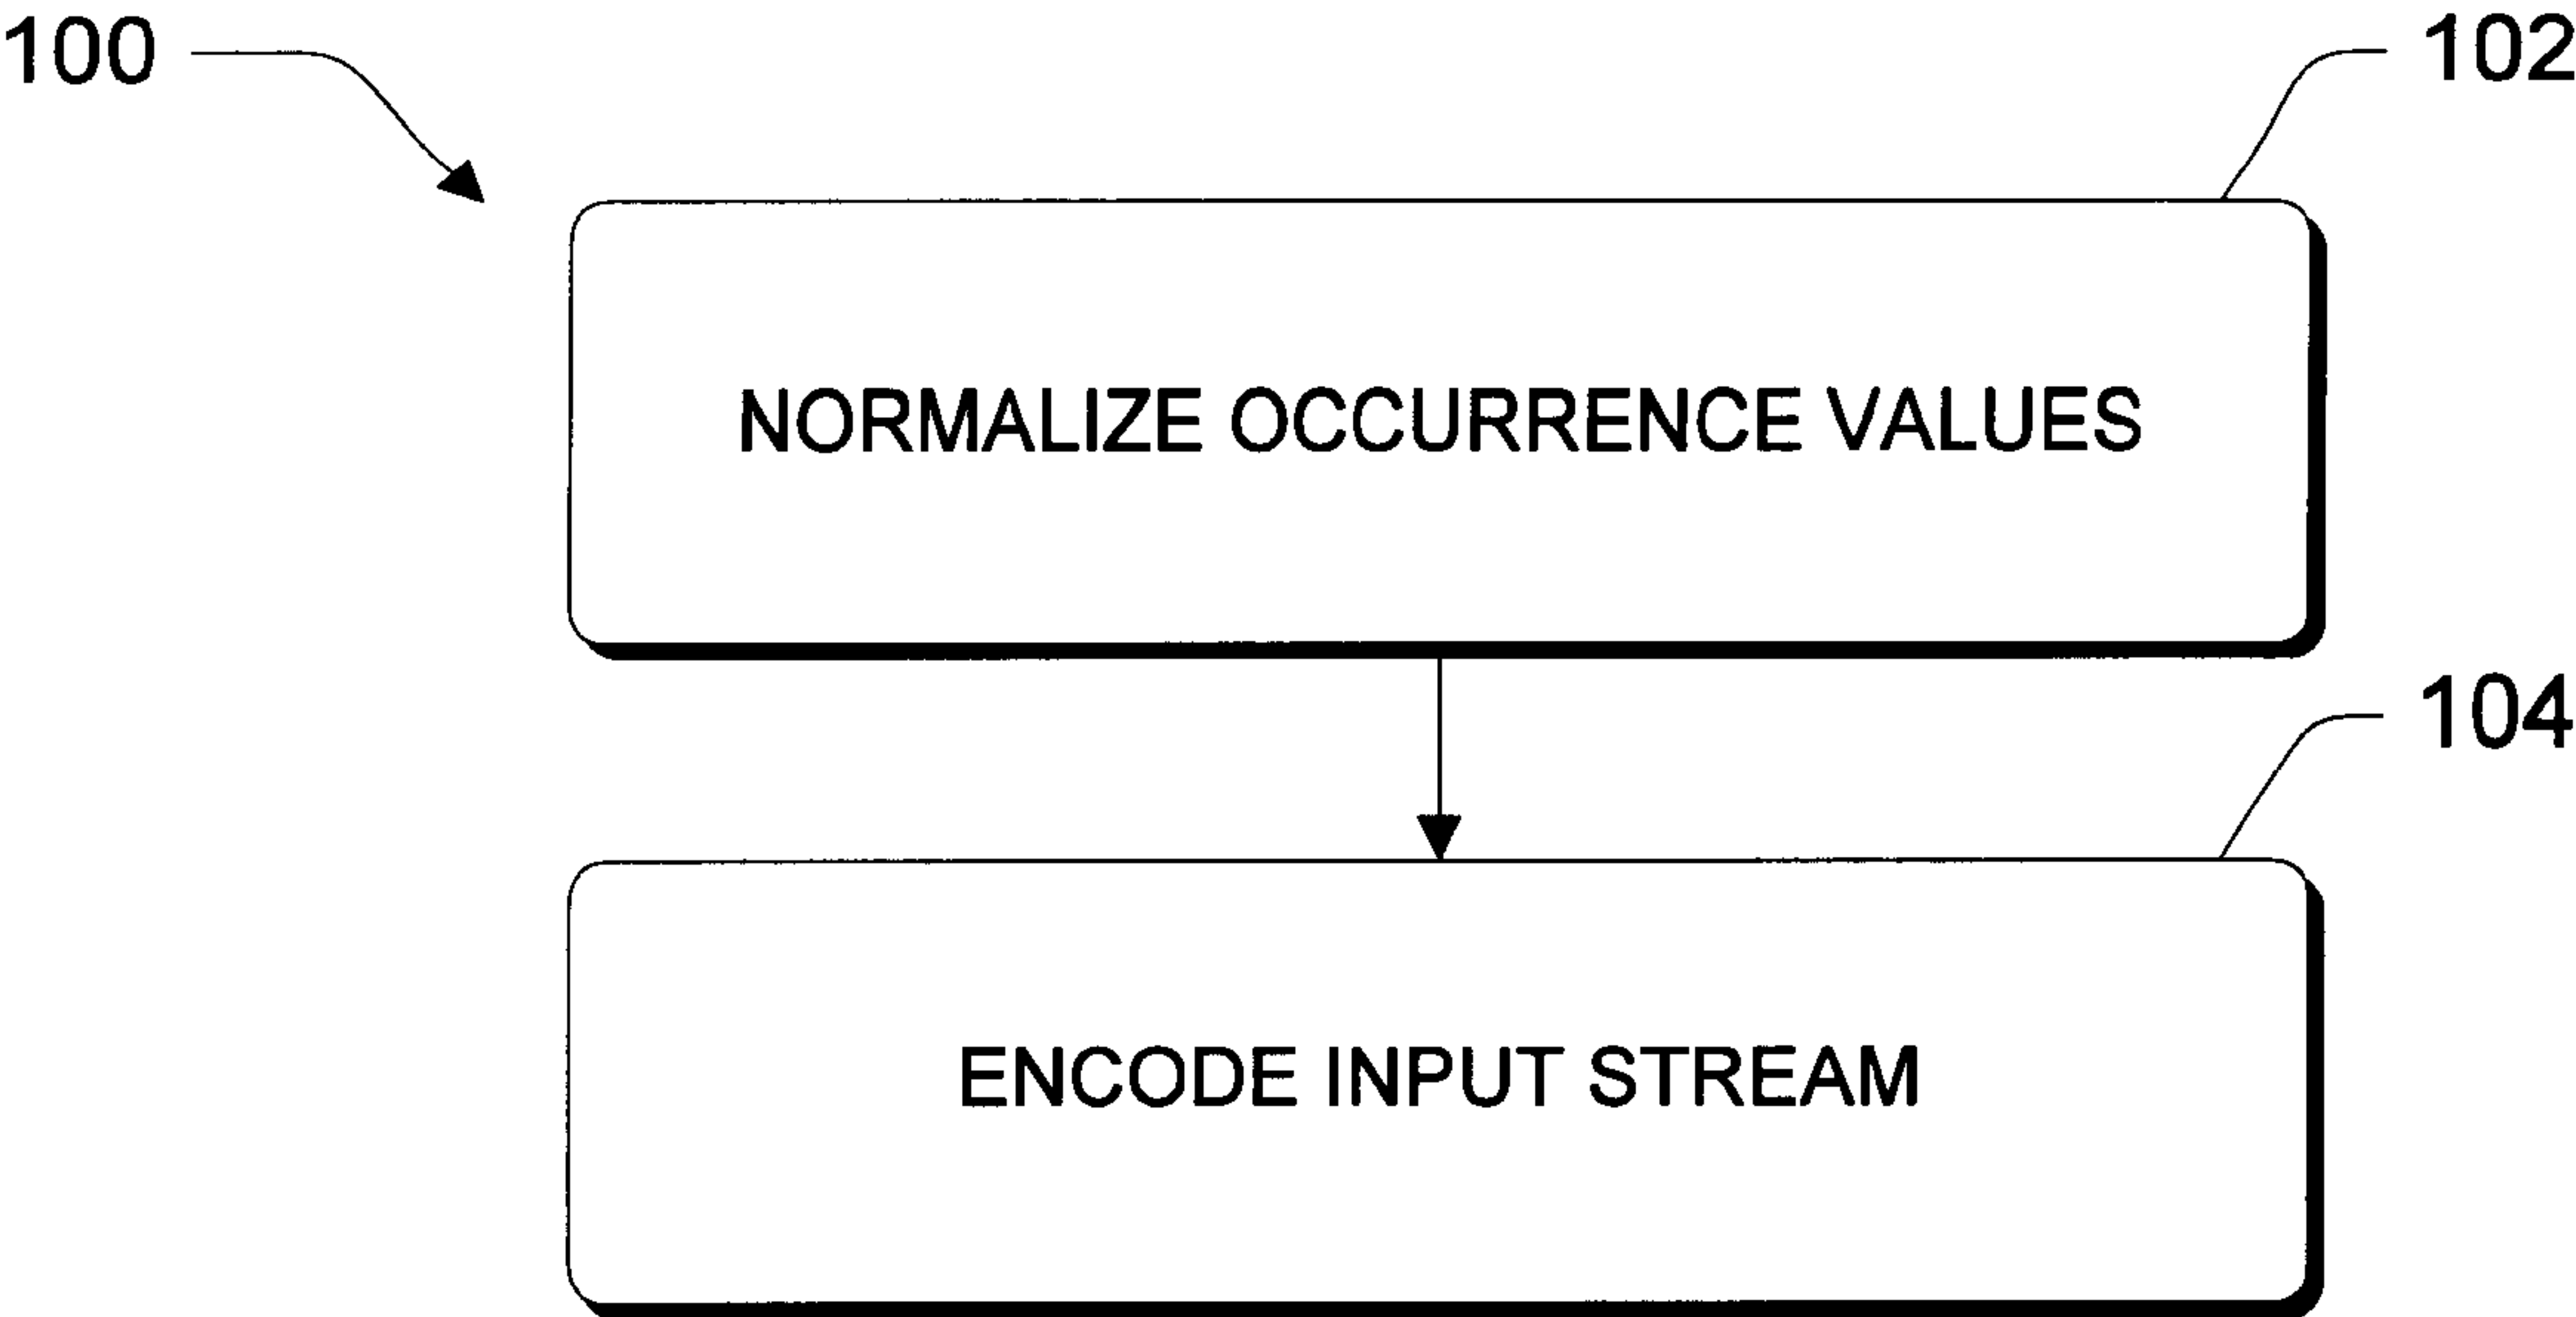 100
102
NORMALIZE OCCURRENCE VALUES
104
ENCODE INPUT STREAM